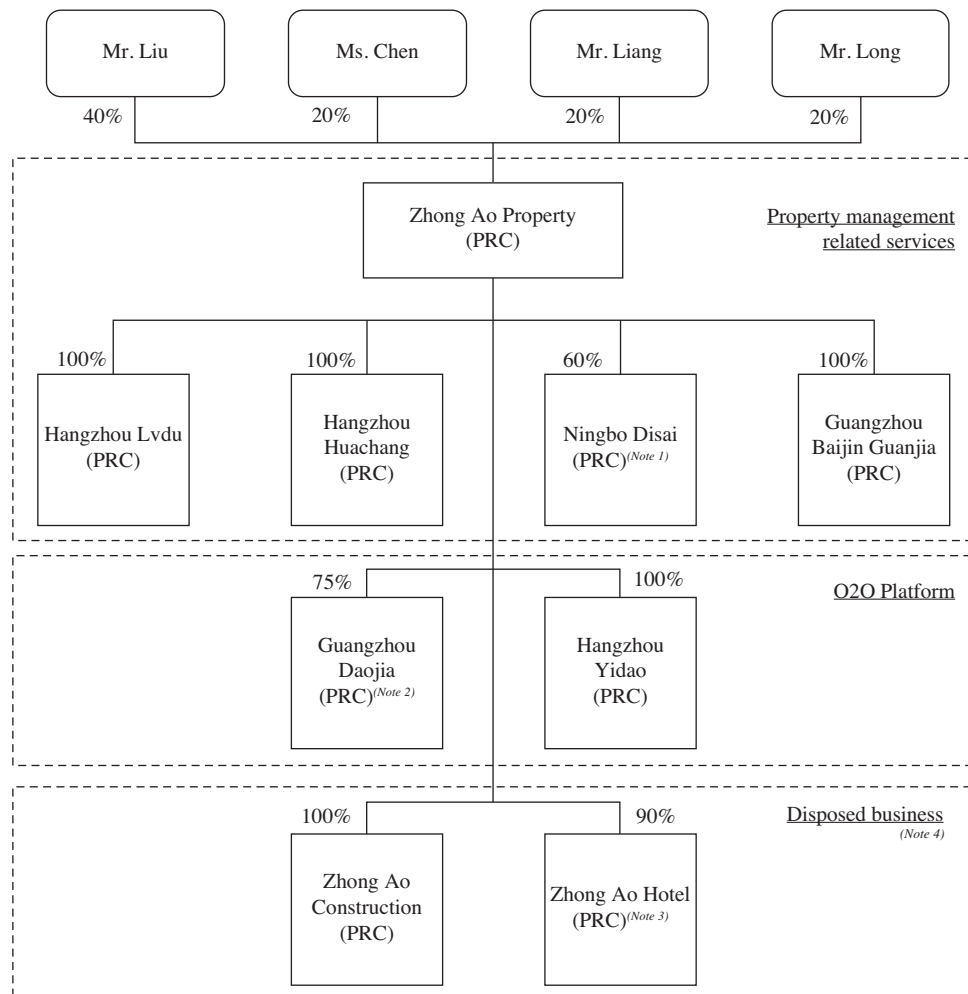 Mr. Liu
Ms. Chen
Mr. Liang
Mr. Long
40%
20%
20%
20%
Zhong Ao Property
(PRC)
Property management
related services
100%
100%
60%
100%
Hangzhou Lvdu
(PRC)
Hangzhou
Huachang
(PRC)
Ningbo Disai
(PRC)(Note 1)
Guangzhou
Baijin Guanjia
(PRC)
O2O Platform
75%
100%
Guangzhou
Daojia
(PRC)(Note 2)
Hangzhou
Yidao
(PRC)
Disposed business
(Note 4)
100%
90%
Zhong Ao
Construction
(PRC)
Zhong Ao Hotel
(PRC)(Note 3)